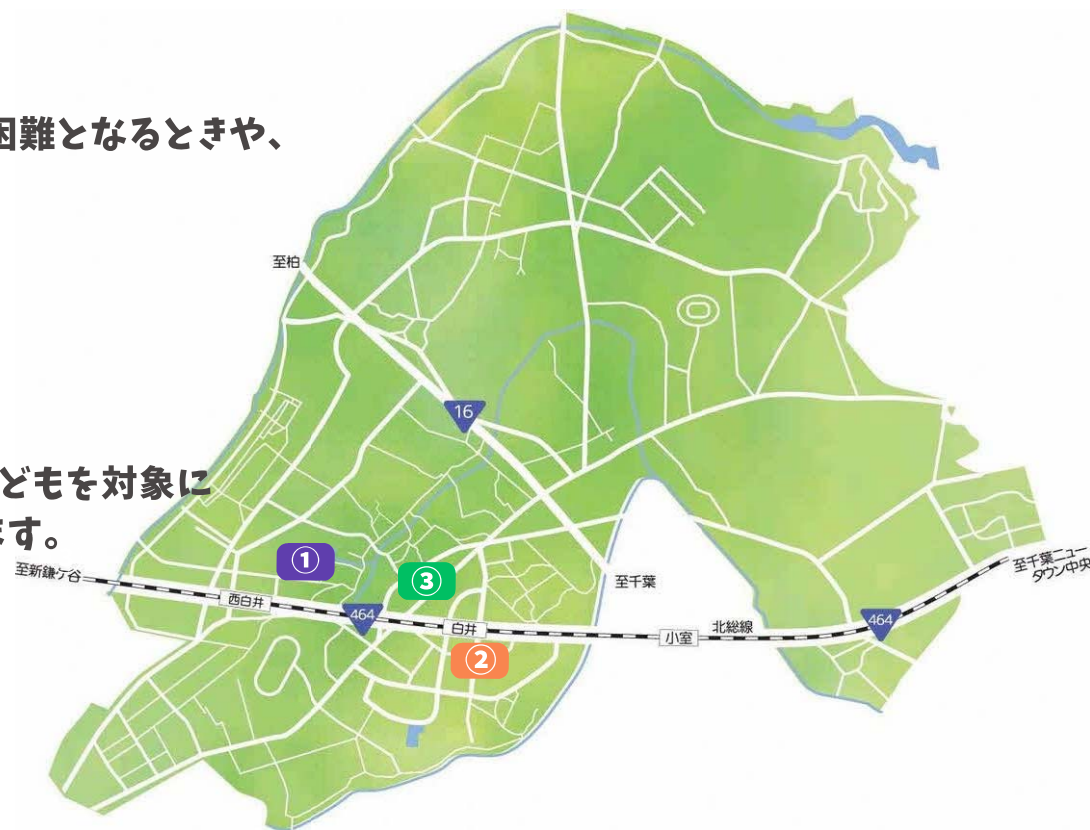 困難となるときや、
至柏
16
どもを対象に
ます。
①
至新鎌ケ谷
③
至千葉
至千葉ニュー
タウン中央
西白井
464
白井
北総線
小室
464
②